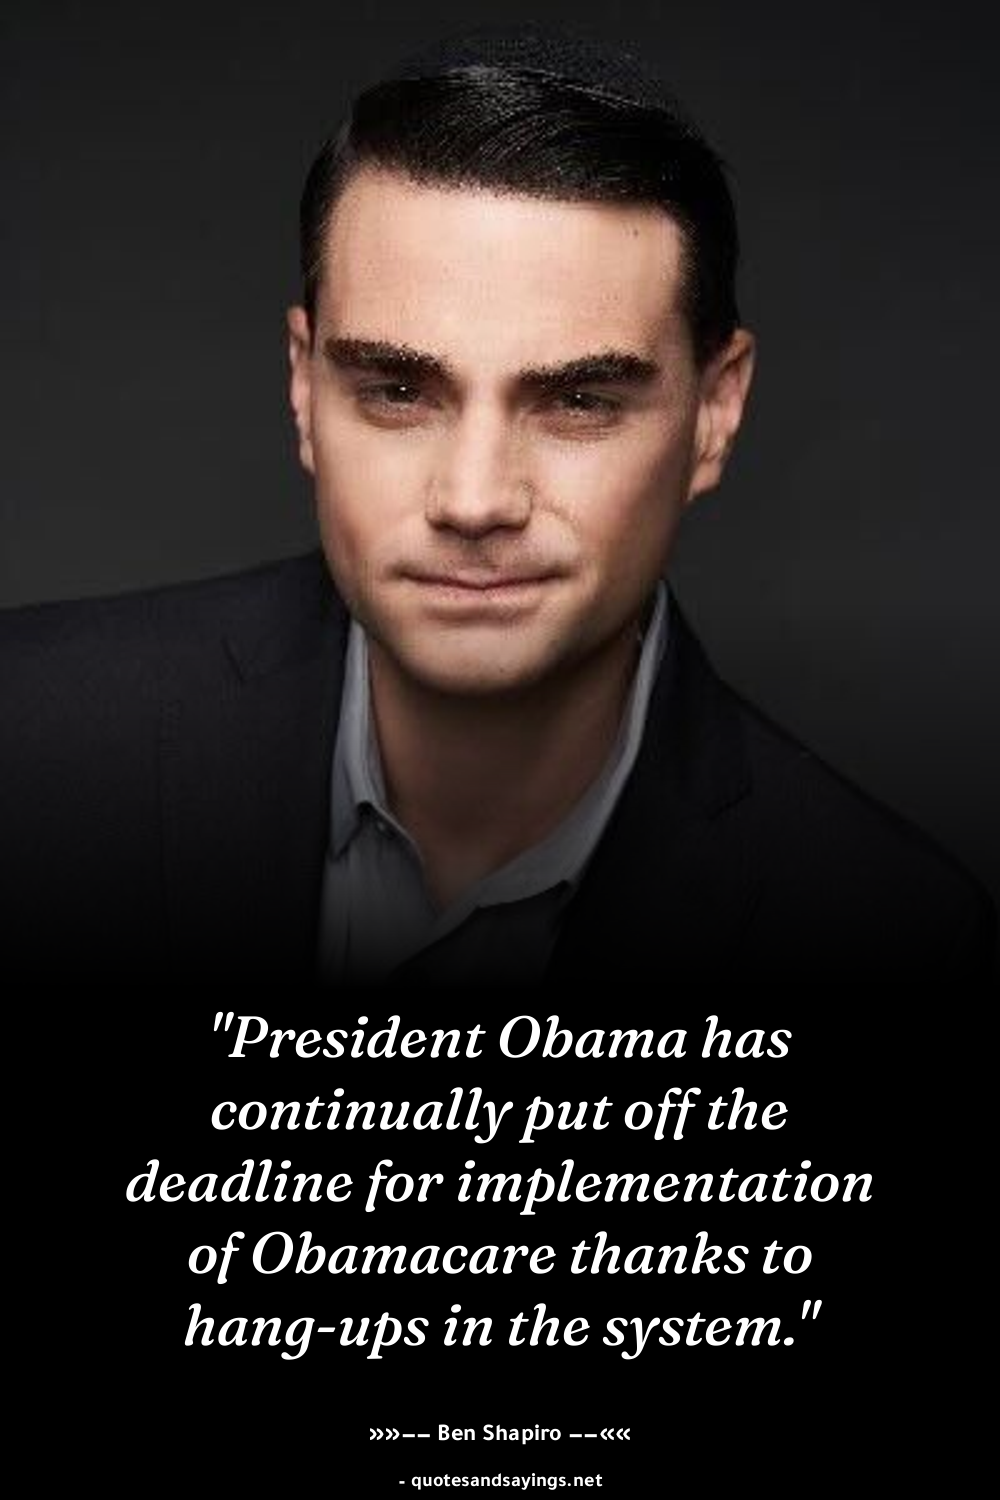 "President Obama has
continually put off the
deadline for implementation
of Obamacare thanks to
hang-ups in the system."
»»–– Ben Shapiro ––««
- quotesandsayings.net